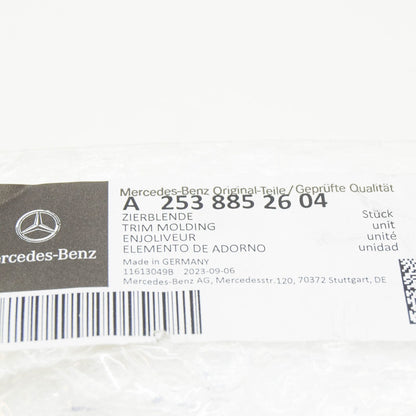 Mercedes-Benz Original-Teile/Geprüfte Qualität
A 253 885 26 04
ZIERBLENDE Stück
TRIM MOLDING unit
ENJOLIVEUR unité
ELEMENTO DE ADORNO unidad
Made in GERMANY
11613049B 2023-09-06
Mercedes-Benz AG, Mercedesstr.120, 70372 Stuttgart, DE
ercedes-Benz